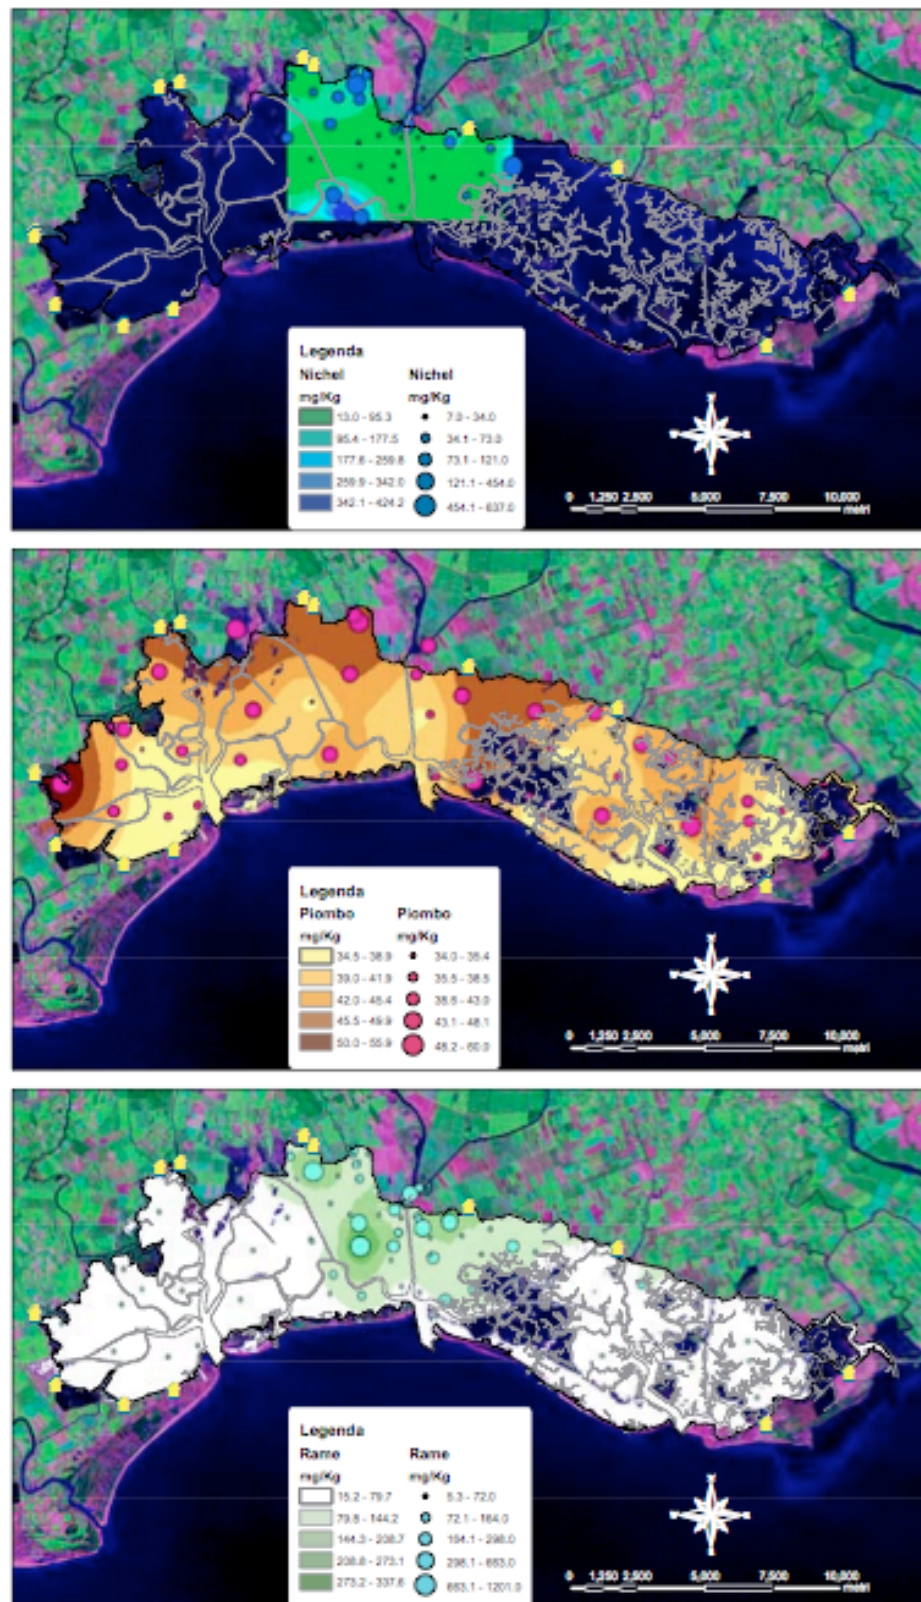 Legenda
Nichel Nichel
mg/Kg mg/Kg
13.0 - 95.3 7.0 - 34.0
95.4 - 177.5 34.1 - 73.0
177.6 - 259.8 73.1 - 121.0
259.9 - 342.0 121.1 - 454.0
342.1 - 424.2 454.1 - 637.0
0 1,250 2,500 5,000 7,500 10,000
metri
Legenda
Piombo Piombo
mg/Kg mg/Kg
34.5 - 38.9 34.0 - 35.4
39.0 - 41.9 35.5 - 38.5
42.0 - 45.4 38.6 - 43.0
45.5 - 49.9 43.1 - 48.1
50.0 - 55.9 48.2 - 60.0
0 1,250 2,500 5,000 7,500 10,000
metri
Legenda
Rame Rame
mg/Kg mg/Kg
15.2 - 79.7 5.3 - 72.0
79.8 - 144.2 72.1 - 164.0
144.3 - 208.7 164.1 - 298.0
208.8 - 273.1 298.1 - 663.0
273.2 - 337.6 663.1 - 1201.0
0 1,250 2,500 5,000 7,500 10,000
metri